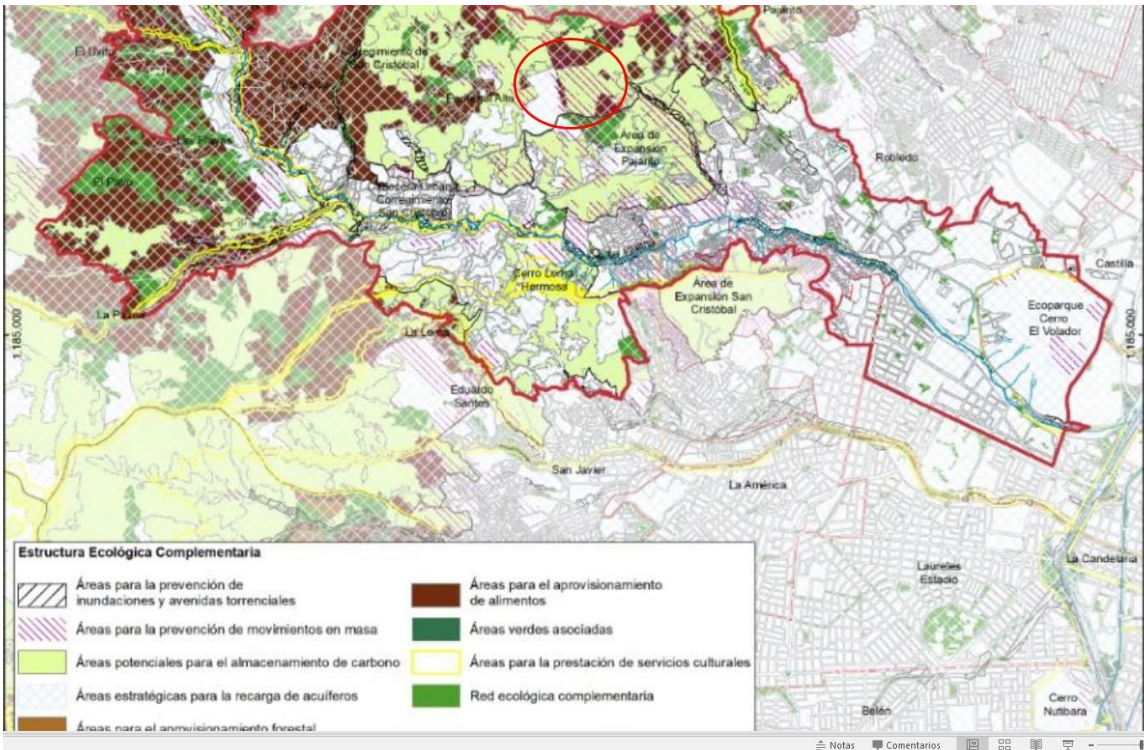 El Uvito
Pajarito
Regimiento de
San Cristóbal
Área de
Expansión
Pajarito
Robledo
El Patio
Cabecera Urbana
Corregimiento
San Cristóbal
Castilla
Cerro Loma
Hermosa
Área de
Expansión San
Cristóbal
Ecoparque
Cerro
El Volador
La Palma
La Loma
1.185.000
1.185.000
Eduardo
Santos
San Javier
La América
La Candelaria
Laureles
Estadio
Cerro
Nutibara
Belén
Estructura Ecológica Complementaria
Áreas para la prevención de
inundaciones y avenidas torrenciales
Áreas para la prevención de movimientos en masa
Áreas potenciales para el almacenamiento de carbono
Áreas estratégicas para la recarga de acuíferos
Áreas para el aprovisionamiento forestal
Áreas para el aprovisionamiento
de alimentos
Áreas verdes asociadas
Áreas para la prestación de servicios culturales
Red ecológica complementaria
Notas
Comentarios